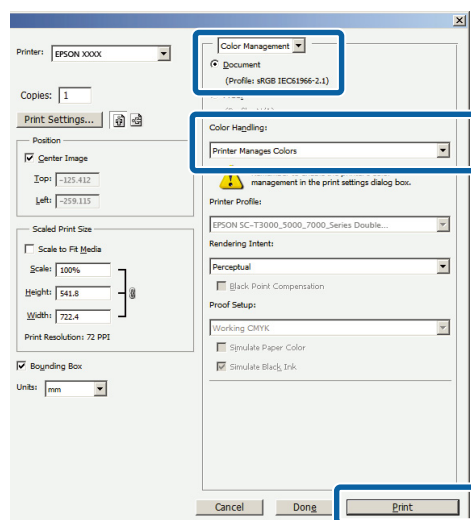 Printer: EPSON XXXX
Copies: 1
Print Settings...
Position
Center Image
Top: -125.412
Left: -259.115
Scaled Print Size
Scale to Fit Media
Scale: 100%
Height: 541.8
Width: 722.4
Print Resolution: 72 PPI
Bounding Box
Units: mm
Color Management
Document
(Profile: sRGB IEC61966-2.1)
Color Handling:
Printer Manages Colors
management in the print settings dialog box.
Printer Profile:
EPSON SC-T3000_5000_7000_Series Double...
Rendering Intent:
Perceptual
Black Point Compensation
Proof Setup:
Working CMYK
Simulate Paper Color
Simulate Black Ink
Cancel
Done
Print